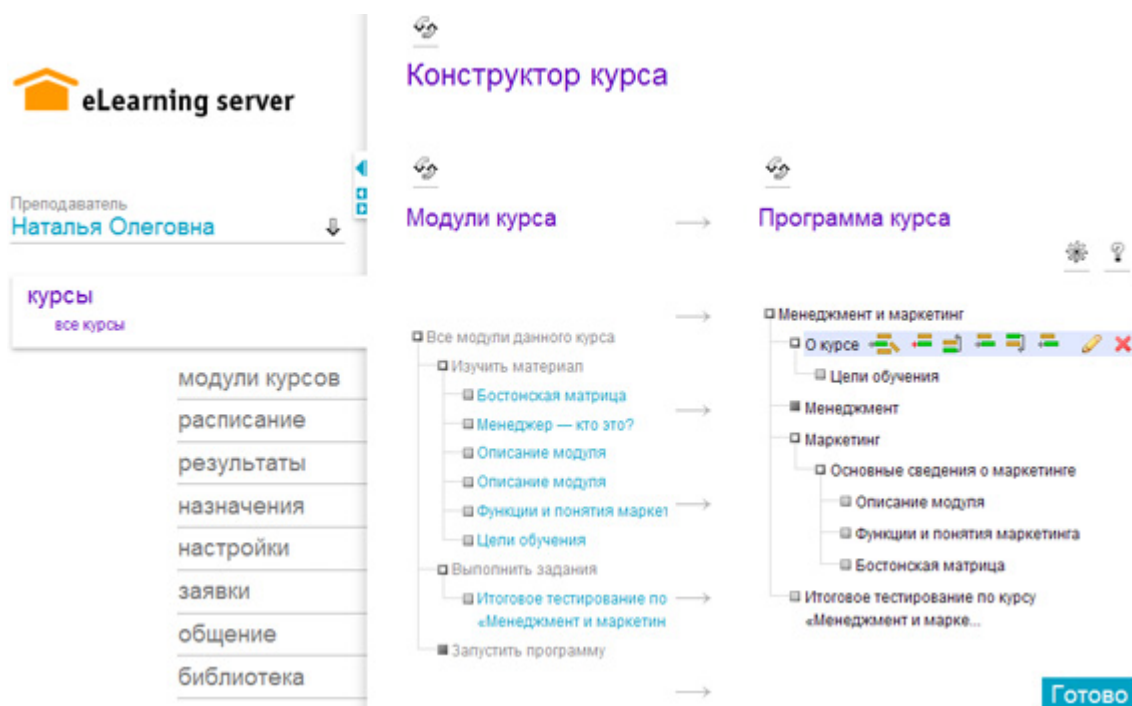 eLearning server
Преподаватель
Наталья Олеговна
курсы
все курсы
модули курсов
расписание
результаты
назначения
настройки
заявки
общение
библиотека
Конструктор курса
Модули курса
Все модули данного курса
Изучить материал
Бостонская матрица
Менеджер — кто это?
Описание модуля
Описание модуля
Функции и понятия маркет
Цели обучения
Выполнить задания
Итоговое тестирование по
«Менеджмент и маркетин
Запустить программу
Программа курса
Менеджмент и маркетинг
О курсе
Цели обучения
Менеджмент
Маркетинг
Основные сведения о маркетинге
Описание модуля
Функции и понятия маркетинга
Бостонская матрица
Итоговое тестирование по курсу
«Менеджмент и марке...
Готово